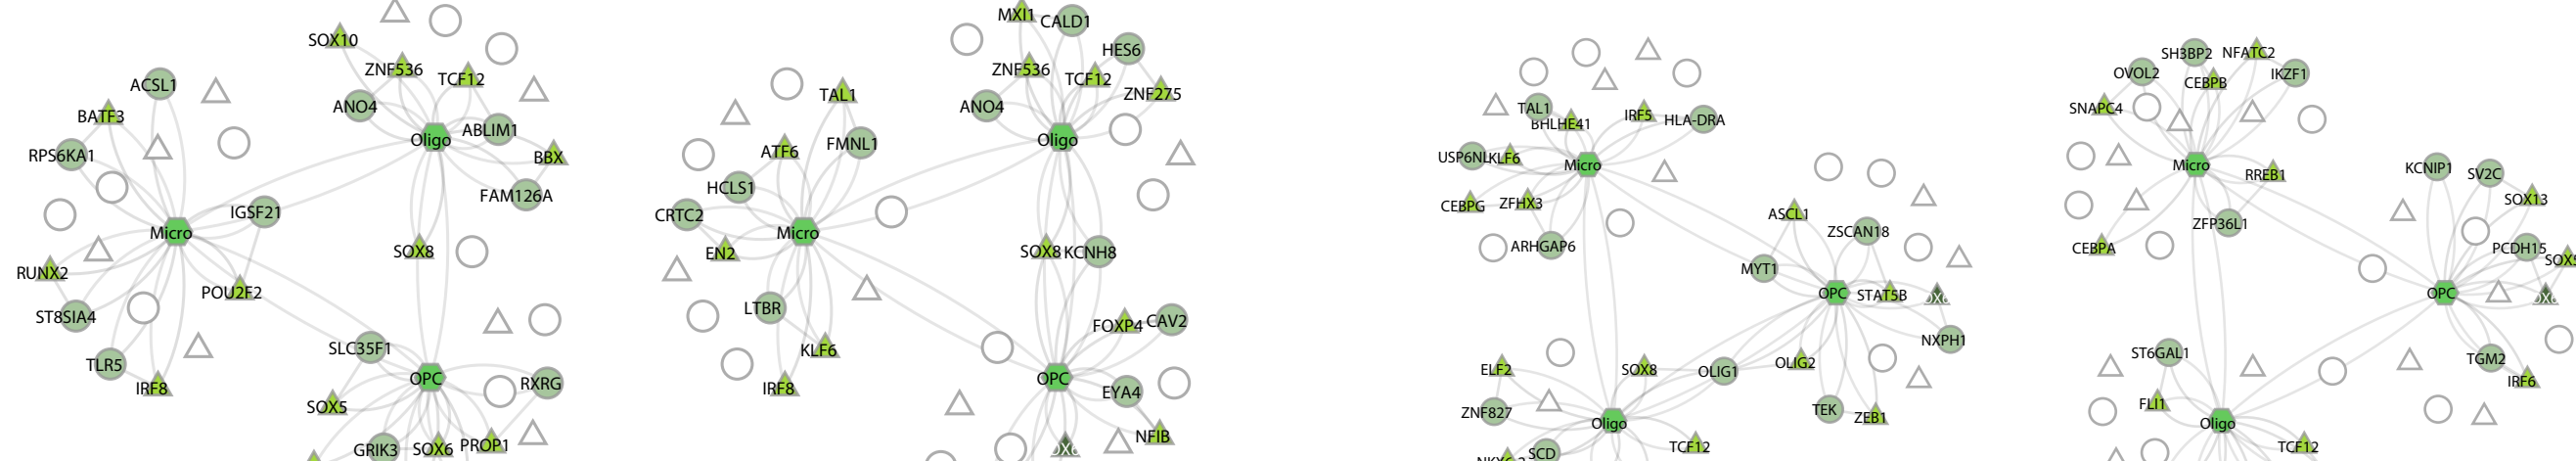 SOX10
ZNF536
TCF12
ACSL1
BATF3
ANO4
ABLIM1
Oligo
RPS6KA1
BBX
FAM126A
IGSF21
Micro
SOX8
RUNX2
POU2F2
ST8SIA4
SLC35F1
TLR5
IRF8
OPC
RXRG
SOX5
GRIK3
SOX6
PROP1
MXI1
CALD1
HES6
ZNF536
TCF12
TAL1
ZNF275
ANO4
Oligo
ATF6
FMNL1
HCLS1
CRTC2
Micro
EN2
SOX8
KCNH8
LTBR
FOXP4
CAV2
KLF6
IRF8
OPC
EYA4
NFIB
TAL1
BHLHE41
IRF5
HLA-DRA
USP6NL
KLF6
Micro
CEBPG
ZFHX3
ASCL1
ARHGAP6
ZSCAN18
MYT1
OPC
STAT5B
NXPH1
ELF2
SOX8
OLIG1
OLIG2
ZNF827
TEK
ZEB1
Oligo
TCF12
SCD
SH3BP2
NFATC2
OVOL2
CEBPB
IKZF1
SNAPC4
Micro
RREB1
KCNIP1
SV2C
SOX13
ZFP36L1
CEBPA
PCDH15
OPC
ST6GAL1
TGM2
IRF6
FLI1
Oligo
TCF12